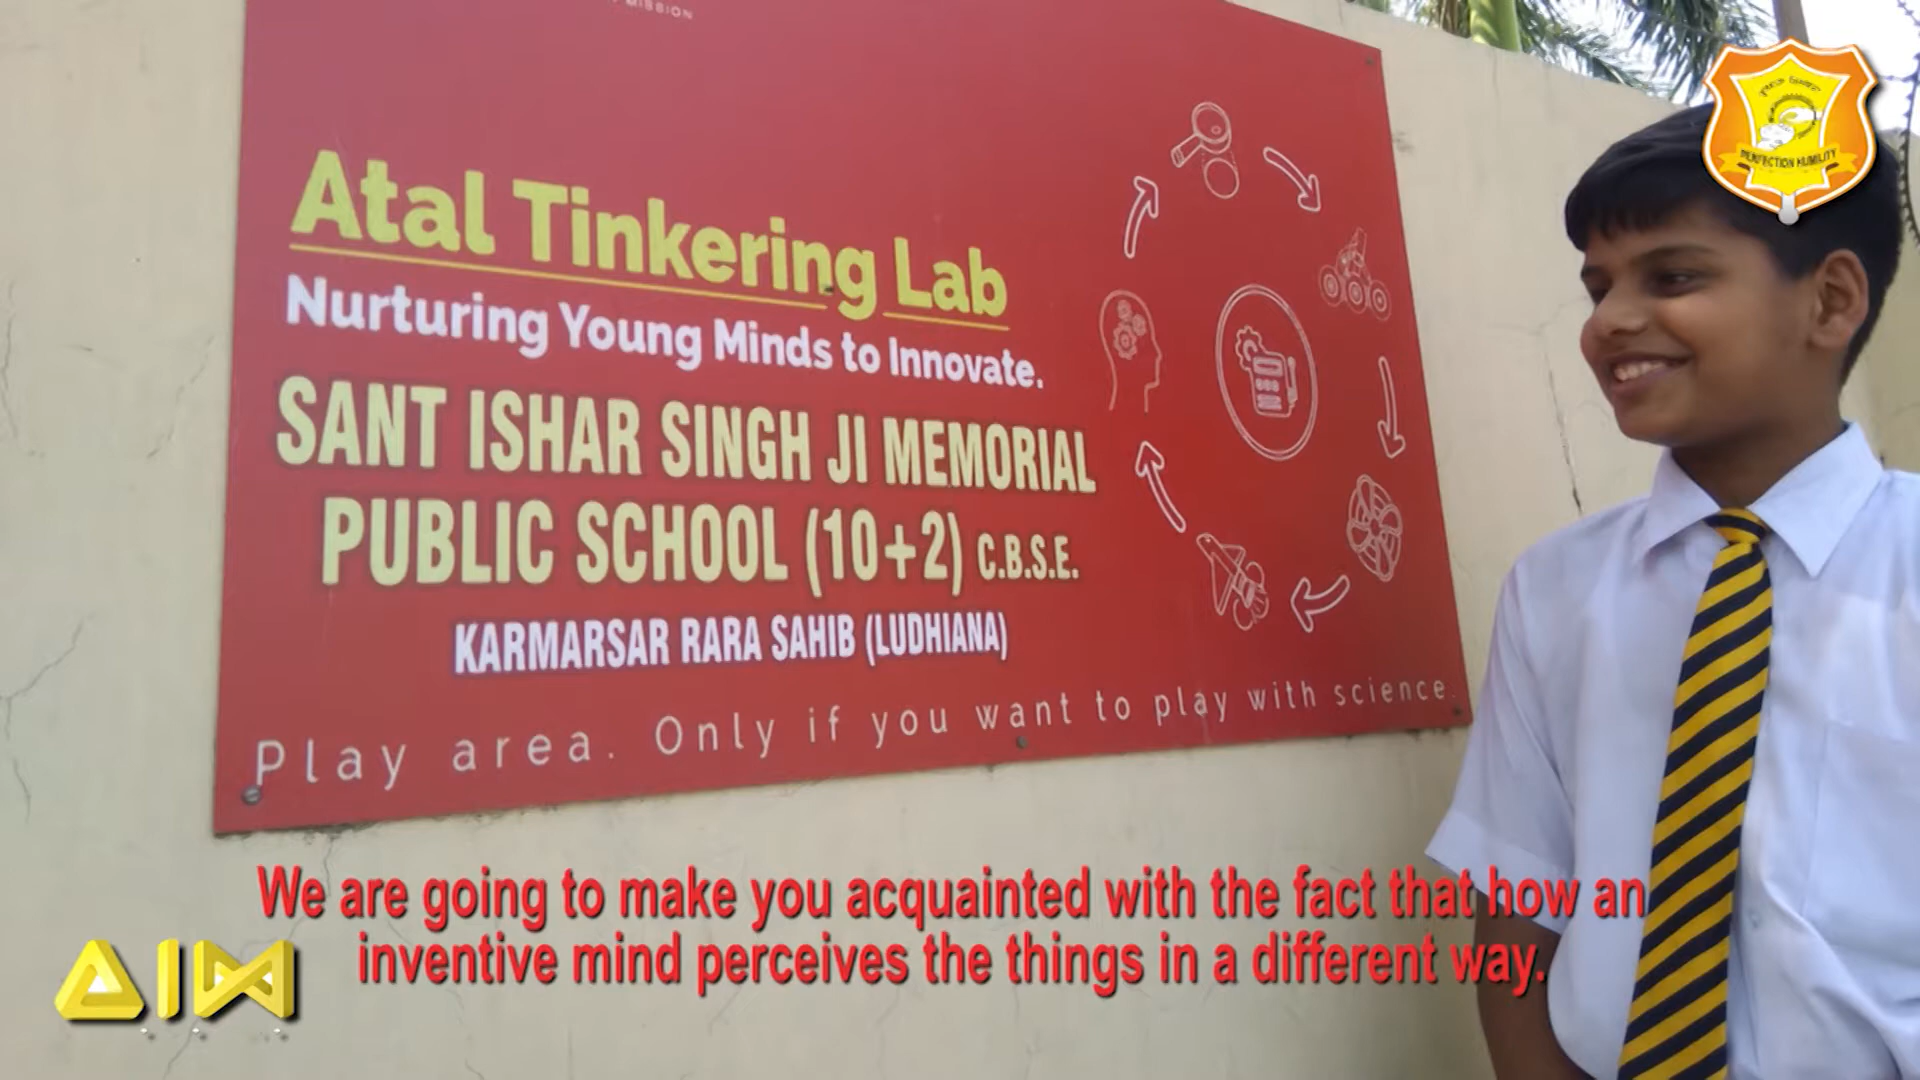 MISSION
Atal Tinkering Lab
Nurturing Young Minds to Innovate.
SANT ISHAR SINGH JI MEMORIAL
PUBLIC SCHOOL (10+2) C.B.S.E.
KARMARSAR RARA SAHIB (LUDHIANA)
Play area. Only if you want to play with science.
PERFECTION HUMILITY
We are going to make you acquainted with the fact that how an
inventive mind perceives the things in a different way.
AIM